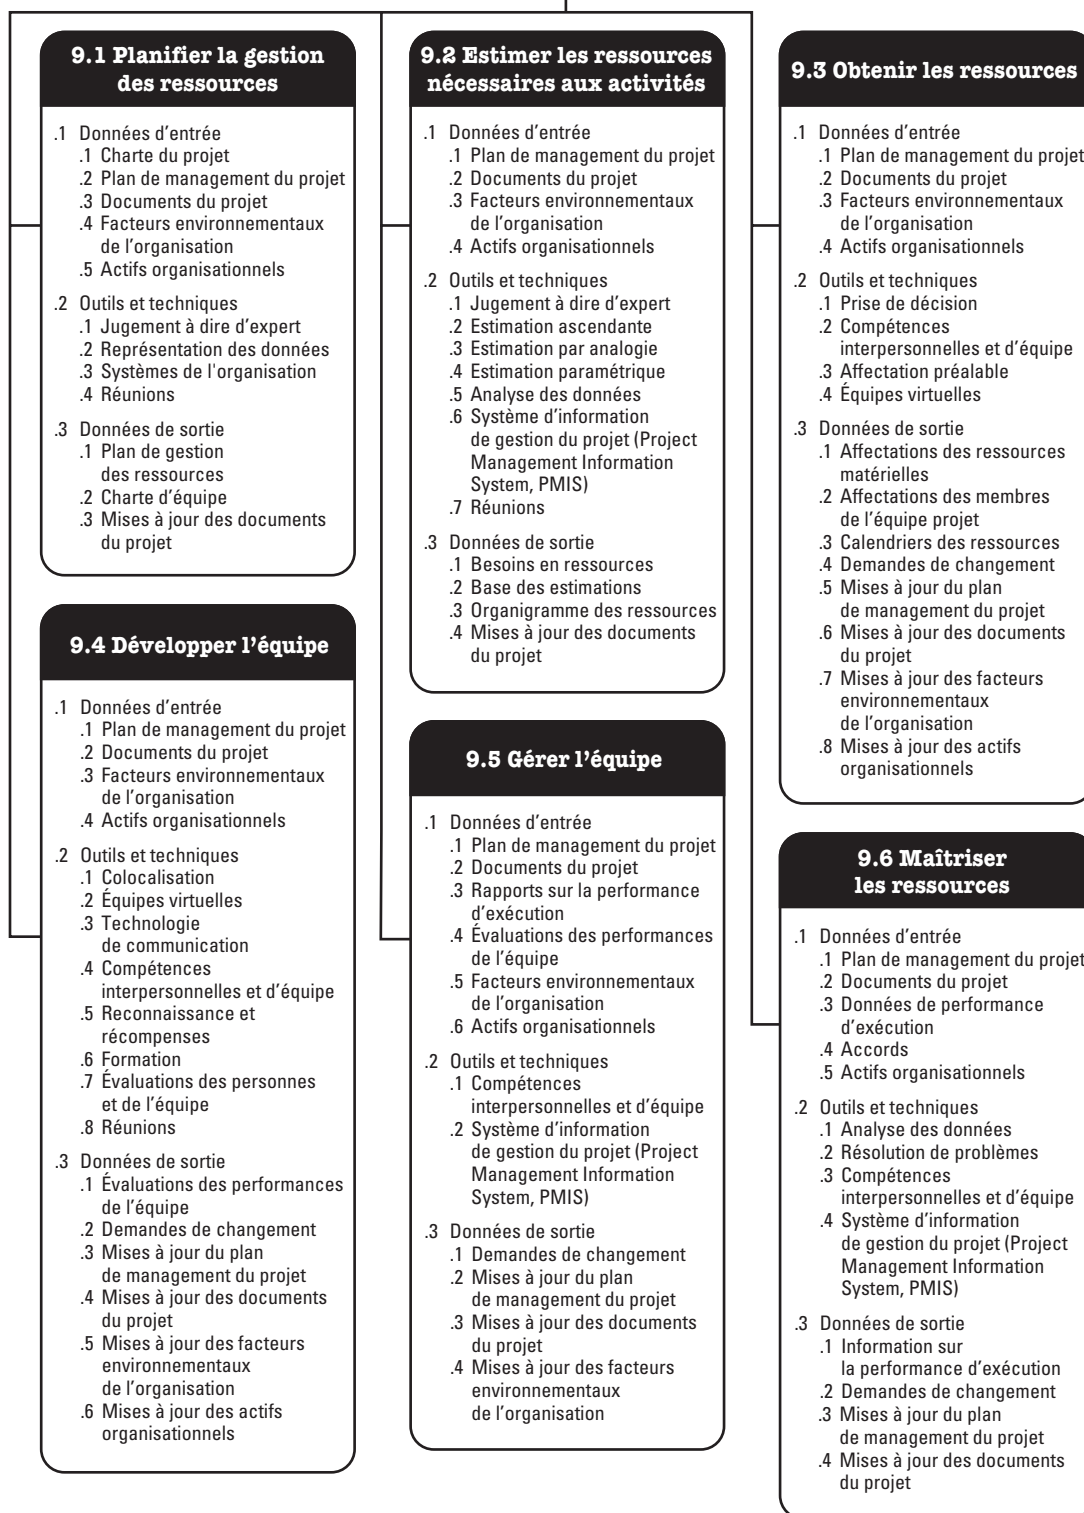 9.1 Planifier la gestion
des ressources
.1 Données d'entrée
.1 Charte du projet
.2 Plan de management du projet
.3 Documents du projet
.4 Facteurs environnementaux
de l'organisation
.5 Actifs organisationnels
.2 Outils et techniques
.1 Jugement à dire d'expert
.2 Représentation des données
.3 Systèmes de l'organisation
.4 Réunions
.3 Données de sortie
.1 Plan de gestion
des ressources
.2 Charte d'équipe
.3 Mises à jour des documents
du projet
9.2 Estimer les ressources
nécessaires aux activités
.1 Données d'entrée
.1 Plan de management du projet
.2 Documents du projet
.3 Facteurs environnementaux
de l'organisation
.4 Actifs organisationnels
.2 Outils et techniques
.1 Jugement à dire d'expert
.2 Estimation ascendante
.3 Estimation par analogie
.4 Estimation paramétrique
.5 Analyse des données
.6 Système d'information
de gestion du projet (Project
Management Information
System, PMIS)
.7 Réunions
.3 Données de sortie
.1 Besoins en ressources
.2 Base des estimations
.3 Organigramme des ressources
.4 Mises à jour des documents
du projet
9.3 Obtenir les ressources
.1 Données d'entrée
.1 Plan de management du projet
.2 Documents du projet
.3 Facteurs environnementaux
de l'organisation
.4 Actifs organisationnels
.2 Outils et techniques
.1 Prise de décision
.2 Compétences
interpersonnelles et d'équipe
.3 Affectation préalable
.4 Équipes virtuelles
.3 Données de sortie
.1 Affectations des ressources
matérielles
.2 Affectations des membres
de l'équipe projet
.3 Calendriers des ressources
.4 Demandes de changement
.5 Mises à jour du plan
de management du projet
.6 Mises à jour des documents
du projet
.7 Mises à jour des facteurs
environnementaux
de l'organisation
.8 Mises à jour des actifs
organisationnels
9.4 Développer l'équipe
.1 Données d'entrée
.1 Plan de management du projet
.2 Documents du projet
.3 Facteurs environnementaux
de l'organisation
.4 Actifs organisationnels
.2 Outils et techniques
.1 Colocalisation
.2 Équipes virtuelles
.3 Technologie
de communication
.4 Compétences
interpersonnelles et d'équipe
.5 Reconnaissance et
récompenses
.6 Formation
.7 Évaluations des personnes
et de l'équipe
.8 Réunions
.3 Données de sortie
.1 Évaluations des performances
de l'équipe
.2 Demandes de changement
.3 Mises à jour du plan
de management du projet
.4 Mises à jour des documents
du projet
.5 Mises à jour des facteurs
environnementaux
de l'organisation
.6 Mises à jour des actifs
organisationnels
9.5 Gérer l'équipe
.1 Données d'entrée
.1 Plan de management du projet
.2 Documents du projet
.3 Rapports sur la performance
d'exécution
.4 Évaluations des performances
de l'équipe
.5 Facteurs environnementaux
de l'organisation
.6 Actifs organisationnels
.2 Outils et techniques
.1 Compétences
interpersonnelles et d'équipe
.2 Système d'information
de gestion du projet (Project
Management Information
System, PMIS)
.3 Données de sortie
.1 Demandes de changement
.2 Mises à jour du plan
de management du projet
.3 Mises à jour des documents
du projet
.4 Mises à jour des facteurs
environnementaux
de l'organisation
9.6 Maîtriser
les ressources
.1 Données d'entrée
.1 Plan de management du projet
.2 Documents du projet
.3 Données de performance
d'exécution
.4 Accords
.5 Actifs organisationnels
.2 Outils et techniques
.1 Analyse des données
.2 Résolution de problèmes
.3 Compétences
interpersonnelles et d'équipe
.4 Système d'information
de gestion du projet (Project
Management Information
System, PMIS)
.3 Données de sortie
.1 Information sur
la performance d'exécution
.2 Demandes de changement
.3 Mises à jour du plan
de management du projet
.4 Mises à jour des documents
du projet